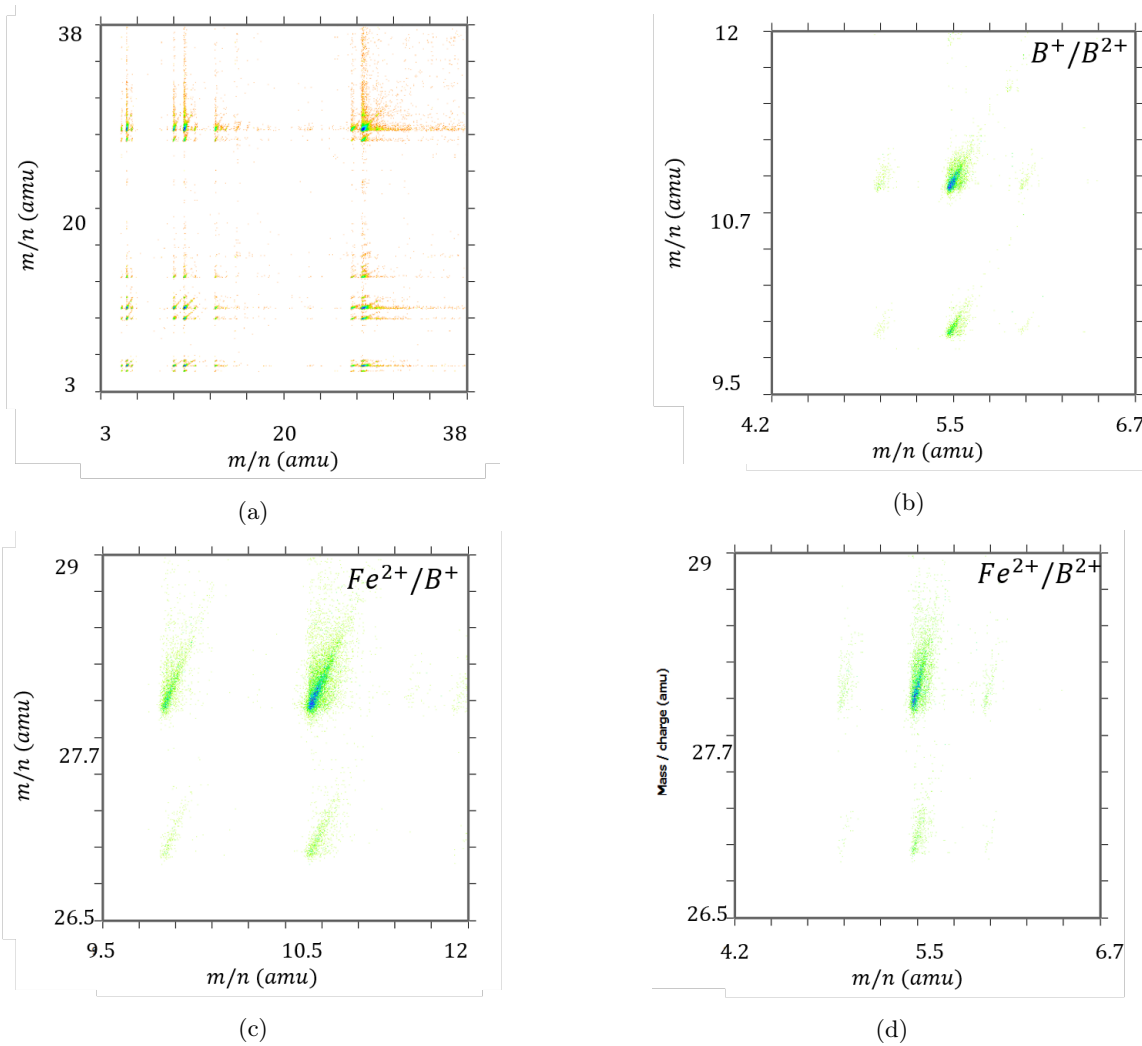 38
20
3
m/n (amu)
3
20
38
m/n (amu)
(a)
B⁺/B²⁺
12
10.7
9.5
m/n (amu)
4.2
5.5
6.7
m/n (amu)
(b)
Fe²⁺/B⁺
29
27.7
26.5
m/n (amu)
9.5
10.5
12
m/n (amu)
(c)
Fe²⁺/B²⁺
29
27.7
26.5
Mass / charge (amu)
4.2
5.5
6.7
m/n (amu)
(d)